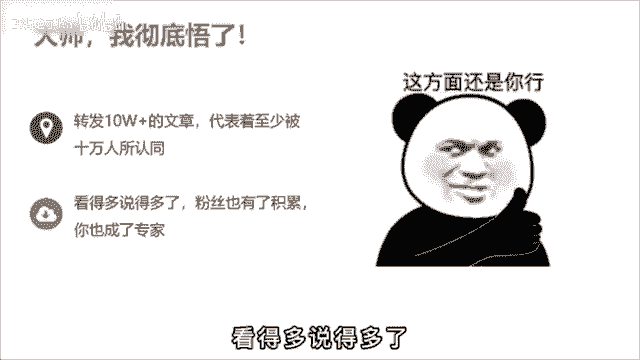 大师，我彻底悟了！
这方面还是你行
转发10W+的文章，代表着至少被
十万人所认同
看得多说得多了，粉丝也有了积累，
你也成了专家
看得多说得多了